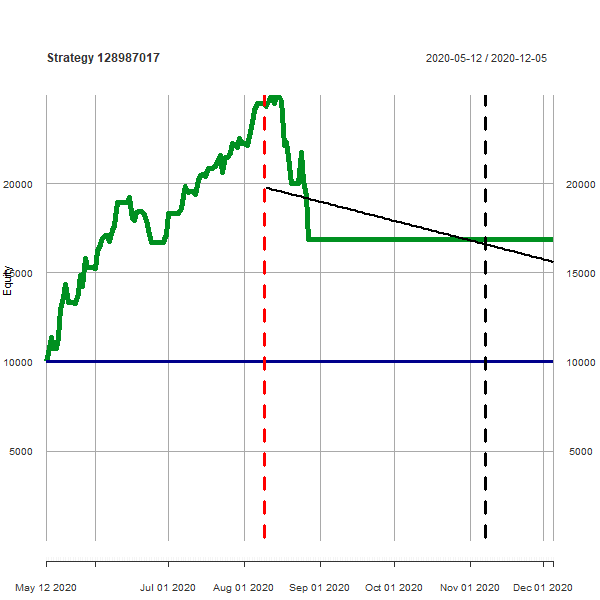 Strategy 128987017
2020-05-12 / 2020-12-05
20000
20000
Equity
15000
15000
10000
10000
5000
5000
May 12 2020
Jul 01 2020
Aug 01 2020
Sep 01 2020
Oct 01 2020
Nov 01 2020
Dec 01 2020